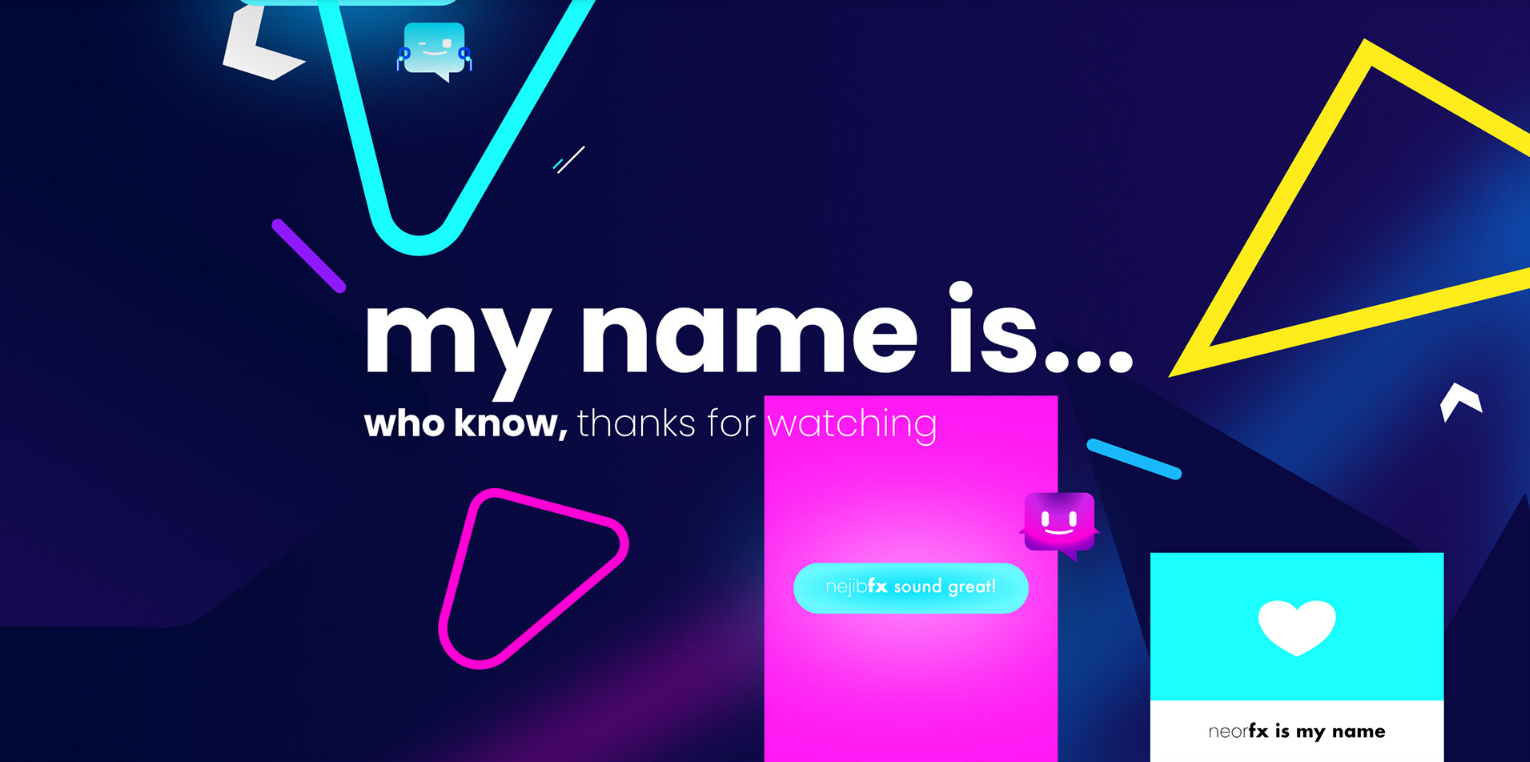 my name is...
who know, thanks for watching
nejibfx sound great!
neorfx is my name